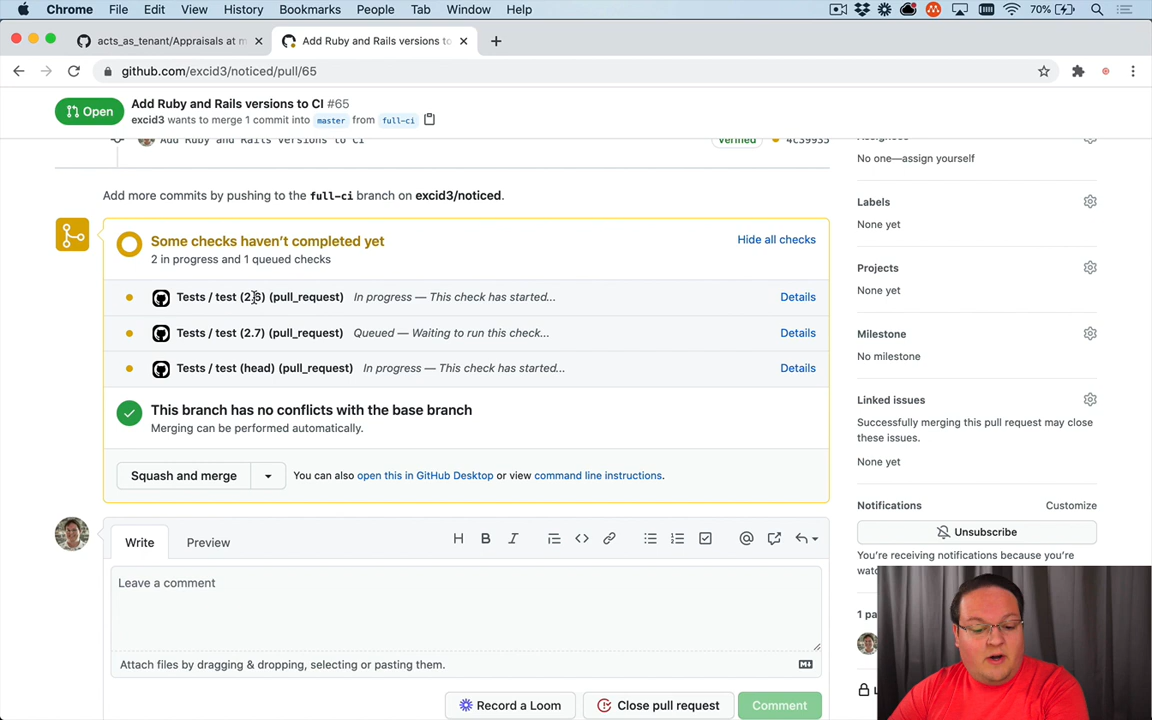 Chrome File Edit View History Bookmarks People Tab Window Help 70%
acts_as_tenant/Appraisals at m
Add Ruby and Rails versions to
github.com/excid3/noticed/pull/65
Open
Add Ruby and Rails versions to CI #65
excid3 wants to merge 1 commit into master from full-ci
Add Ruby and Rails versions to CI
Verified
4c39935
Add more commits by pushing to the full-ci branch on excid3/noticed.
Some checks haven't completed yet
2 in progress and 1 queued checks
Hide all checks
Tests / test (2.6) (pull_request) In progress — This check has started... Details
Tests / test (2.7) (pull_request) Queued — Waiting to run this check... Details
Tests / test (head) (pull_request) In progress — This check has started... Details
This branch has no conflicts with the base branch
Merging can be performed automatically.
Squash and merge
You can also open this in GitHub Desktop or view command line instructions.
Write
Preview
Leave a comment
Attach files by dragging & dropping, selecting or pasting them.
Record a Loom
Close pull request
Comment
Assignees
No one—assign yourself
Labels
None yet
Projects
None yet
Milestone
No milestone
Linked issues
Successfully merging this pull request may close
these issues.
None yet
Notifications
Customize
Unsubscribe
You're receiving notifications because you're
1